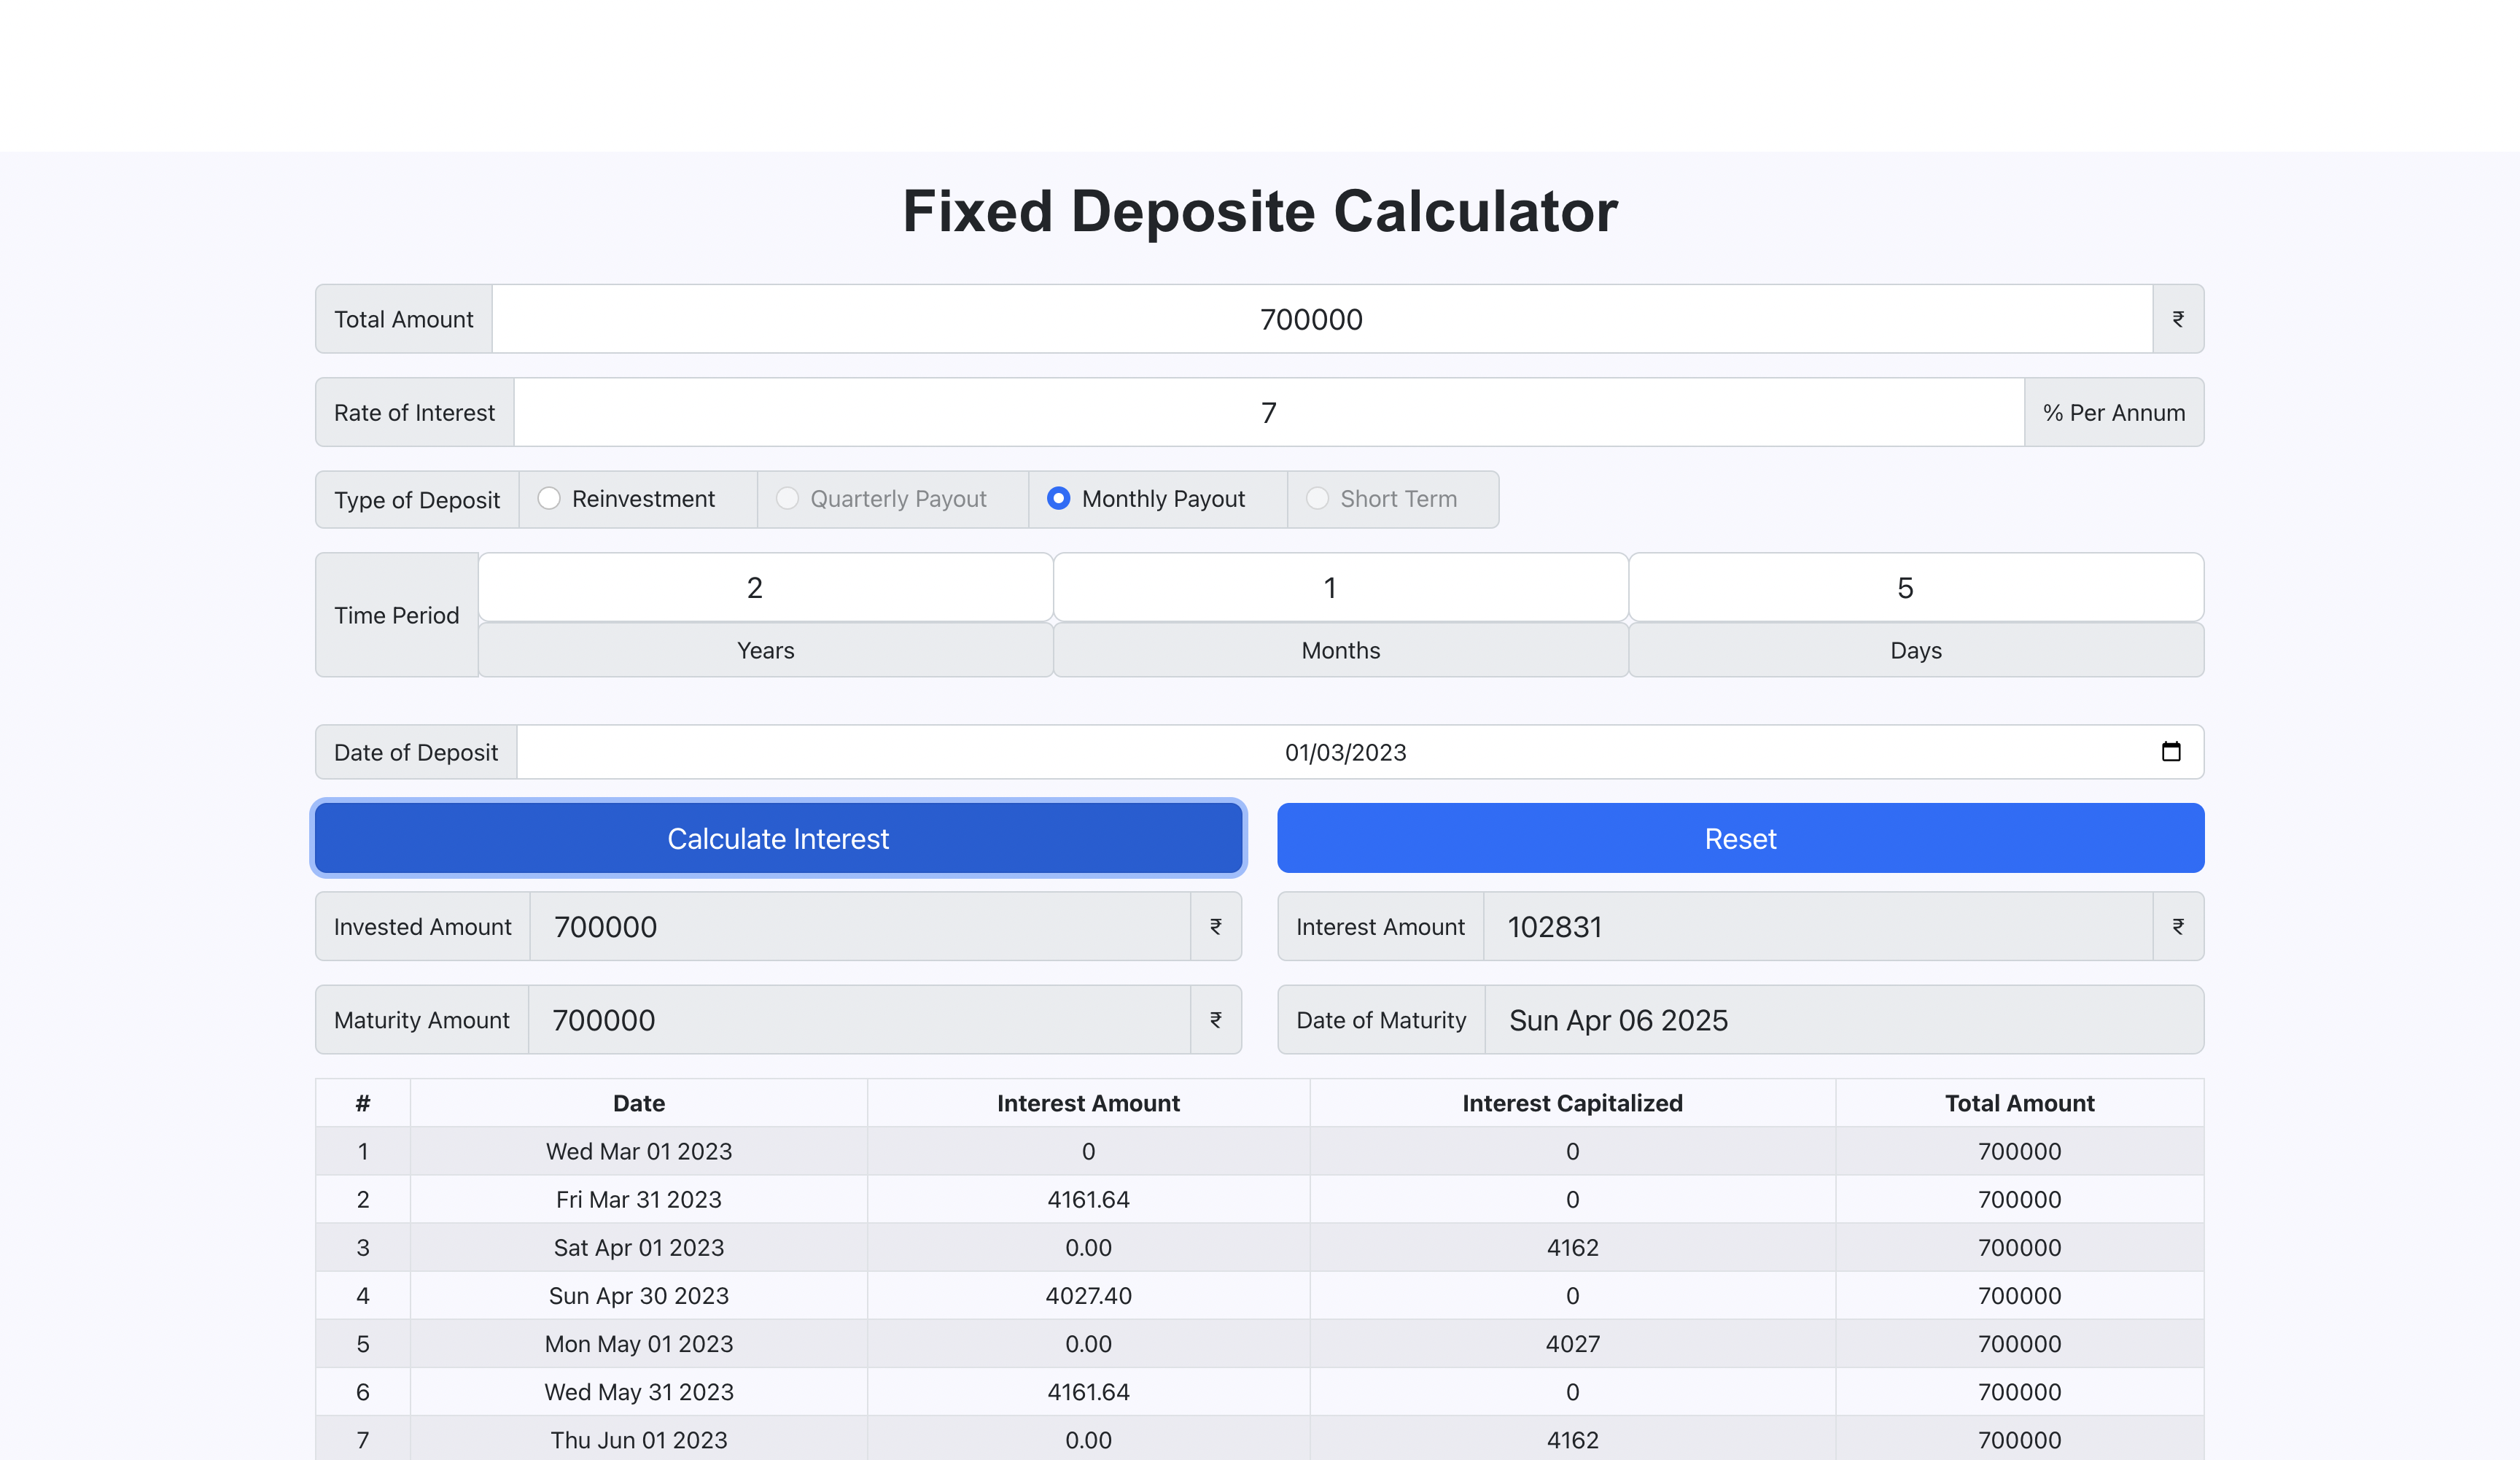 Fixed Deposite Calculator
Total Amount 700000 ₹
Rate of Interest 7 % Per Annum
Type of Deposit Reinvestment Quarterly Payout Monthly Payout Short Term
Time Period 2 1 5
Years Months Days
Date of Deposit 01/03/2023
Calculate Interest Reset
Invested Amount 700000 ₹ Interest Amount 102831 ₹
Maturity Amount 700000 ₹ Date of Maturity Sun Apr 06 2025
# Date Interest Amount Interest Capitalized Total Amount
1 Wed Mar 01 2023 0 0 700000
2 Fri Mar 31 2023 4161.64 0 700000
3 Sat Apr 01 2023 0.00 4162 700000
4 Sun Apr 30 2023 4027.40 0 700000
5 Mon May 01 2023 0.00 4027 700000
6 Wed May 31 2023 4161.64 0 700000
7 Thu Jun 01 2023 0.00 4162 700000